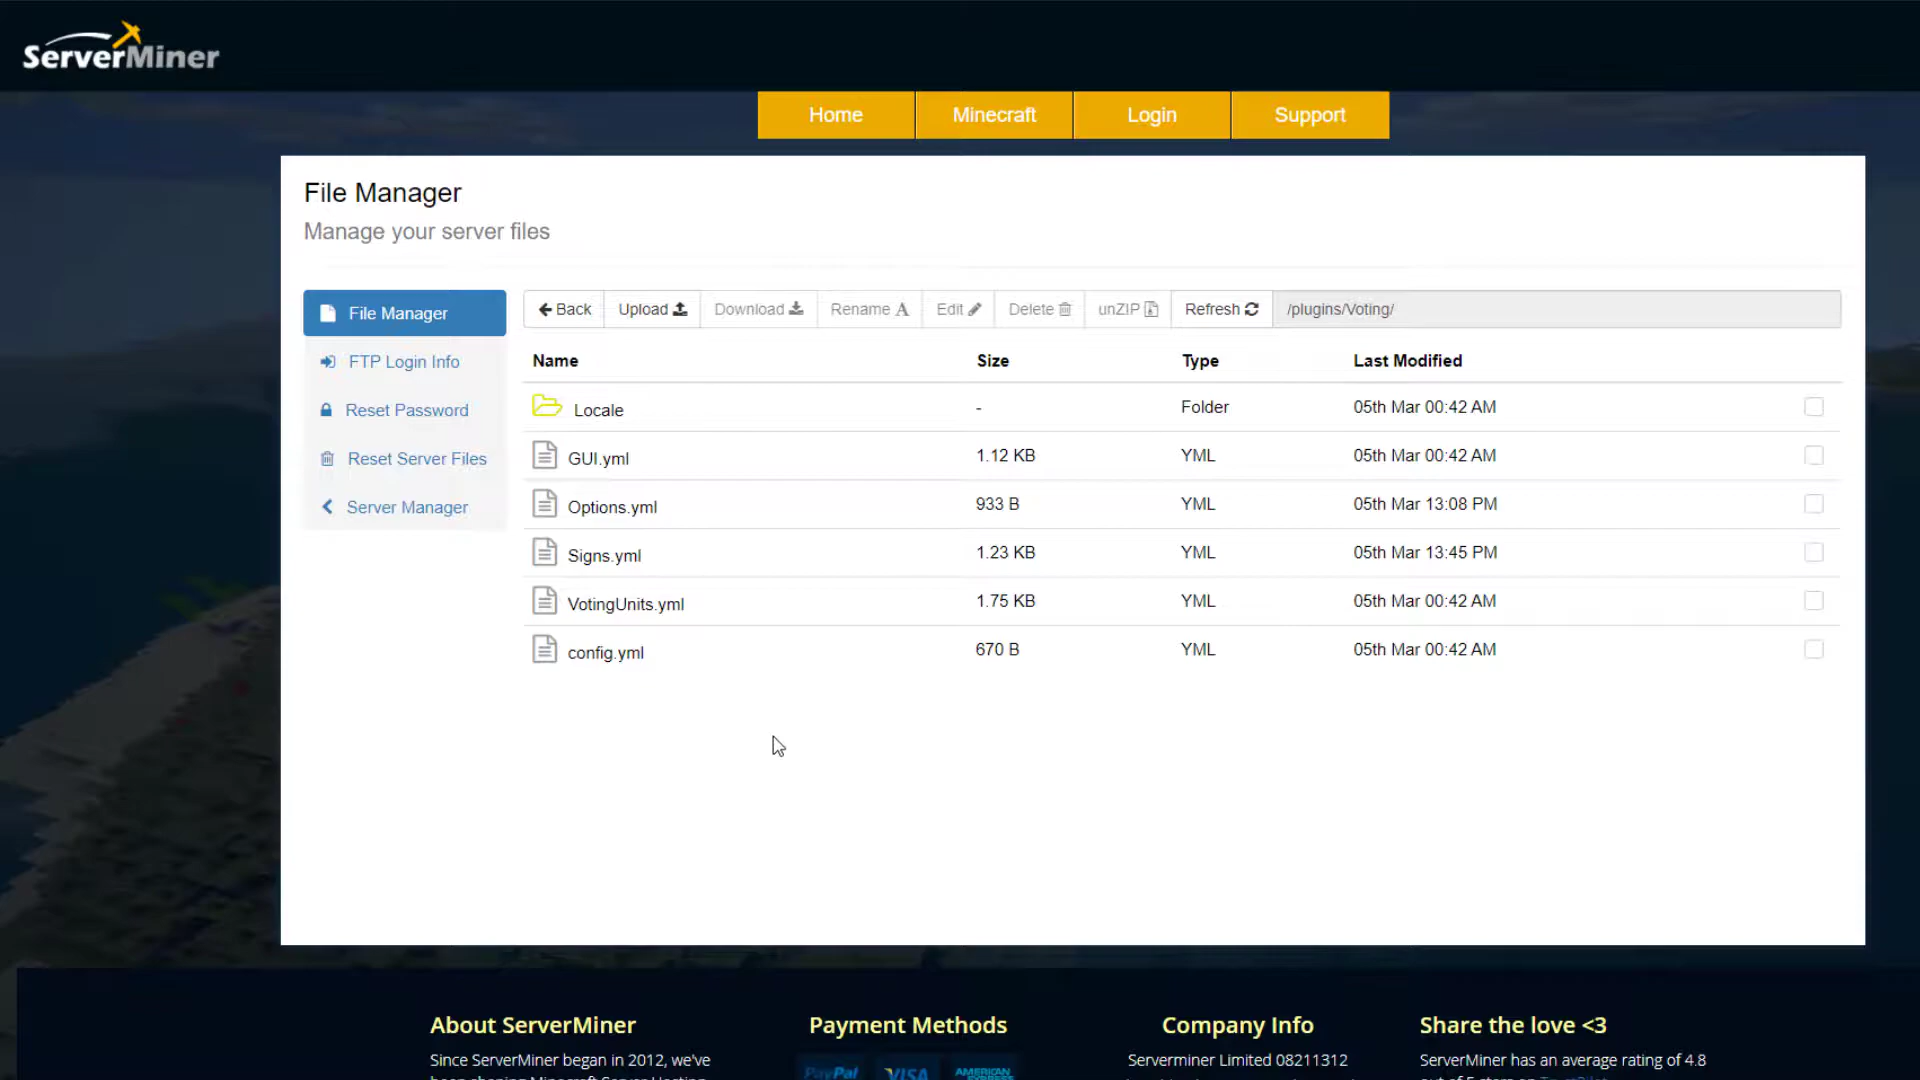 ServerMiner
Home Minecraft Login Support
File Manager
Manage your server files
File Manager
FTP Login Info
Reset Password
Reset Server Files
Server Manager
Back Upload Download Rename A Edit Delete unZIP Refresh /plugins/Voting/
Name Size Type Last Modified
Locale - Folder 05th Mar 00:42 AM
GUI.yml 1.12 KB YML 05th Mar 00:42 AM
Options.yml 933 B YML 05th Mar 13:08 PM
Signs.yml 1.23 KB YML 05th Mar 13:45 PM
VotingUnits.yml 1.75 KB YML 05th Mar 00:42 AM
config.yml 670 B YML 05th Mar 00:42 AM
About ServerMiner Payment Methods Company Info Share the love <3
Since ServerMiner began in 2012, we've PayPal VISA AMERICAN Serverminer Limited 08211312 ServerMiner has an average rating of 4.8